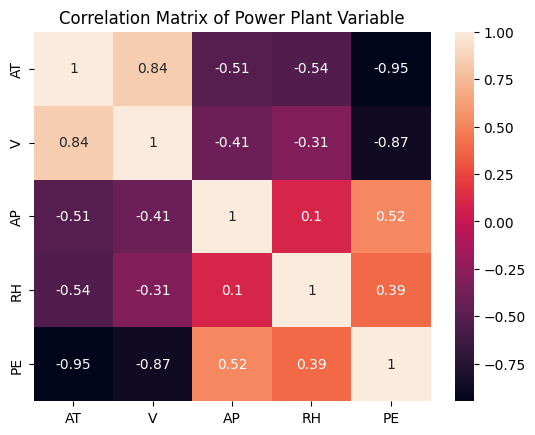 Correlation Matrix of Power Plant Variable
AT 1 0.84 -0.51 -0.54 -0.95
V 0.84 1 -0.41 -0.31 -0.87
AP -0.51 -0.41 1 0.1 0.52
RH -0.54 -0.31 0.1 1 0.39
PE -0.95 -0.87 0.52 0.39 1
AT V AP RH PE
1.00
0.75
0.50
0.25
0.00
−0.25
−0.50
−0.75